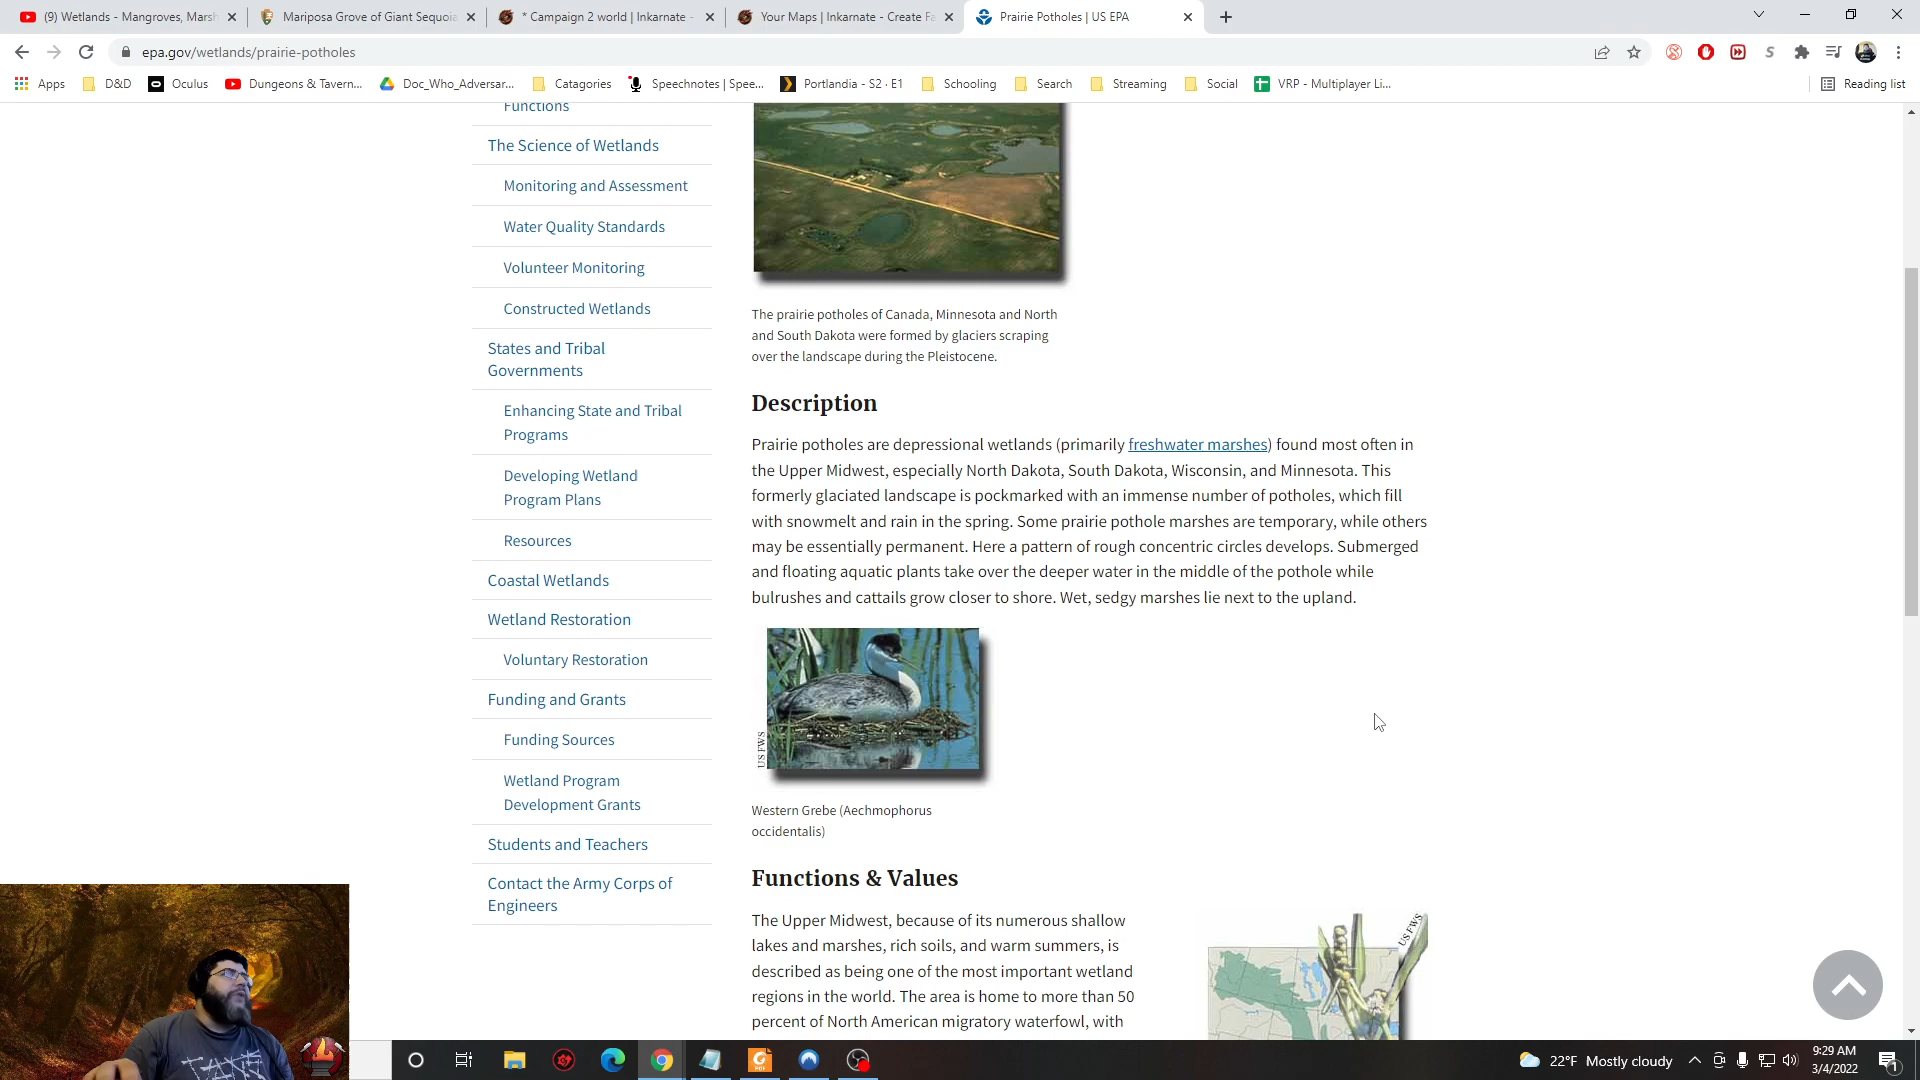 (9) Wetlands - Mangroves, Marsh
Mariposa Grove of Giant Sequoia
* Campaign 2 world | Inkarnate -
Your Maps | Inkarnate - Create Fa
Prairie Potholes | US EPA
epa.gov/wetlands/prairie-potholes
Apps
D&D
Oculus
Dungeons & Tavern...
Doc_Who_Adversar...
Catagories
Speechnotes | Spee...
Portlandia - S2 · E1
Schooling
Search
Streaming
Social
VRP - Multiplayer Li...
Reading list
Functions
The Science of Wetlands
Monitoring and Assessment
Water Quality Standards
Volunteer Monitoring
Constructed Wetlands
States and Tribal
Governments
Enhancing State and Tribal
Programs
Developing Wetland
Program Plans
Resources
Coastal Wetlands
Wetland Restoration
Voluntary Restoration
Funding and Grants
Funding Sources
Wetland Program
Development Grants
Students and Teachers
Contact the Army Corps of
Engineers
The prairie potholes of Canada, Minnesota and North
and South Dakota were formed by glaciers scraping
over the landscape during the Pleistocene.
Description
Prairie potholes are depressional wetlands (primarily freshwater marshes) found most often in
the Upper Midwest, especially North Dakota, South Dakota, Wisconsin, and Minnesota. This
formerly glaciated landscape is pockmarked with an immense number of potholes, which fill
with snowmelt and rain in the spring. Some prairie pothole marshes are temporary, while others
may be essentially permanent. Here a pattern of rough concentric circles develops. Submerged
and floating aquatic plants take over the deeper water in the middle of the pothole while
bulrushes and cattails grow closer to shore. Wet, sedgy marshes lie next to the upland.
US FWS
Western Grebe (Aechmophorus
occidentalis)
Functions & Values
The Upper Midwest, because of its numerous shallow
lakes and marshes, rich soils, and warm summers, is
described as being one of the most important wetland
regions in the world. The area is home to more than 50
percent of North American migratory waterfowl, with
US FWS
22°F Mostly cloudy
9:29 AM
3/4/2022
1